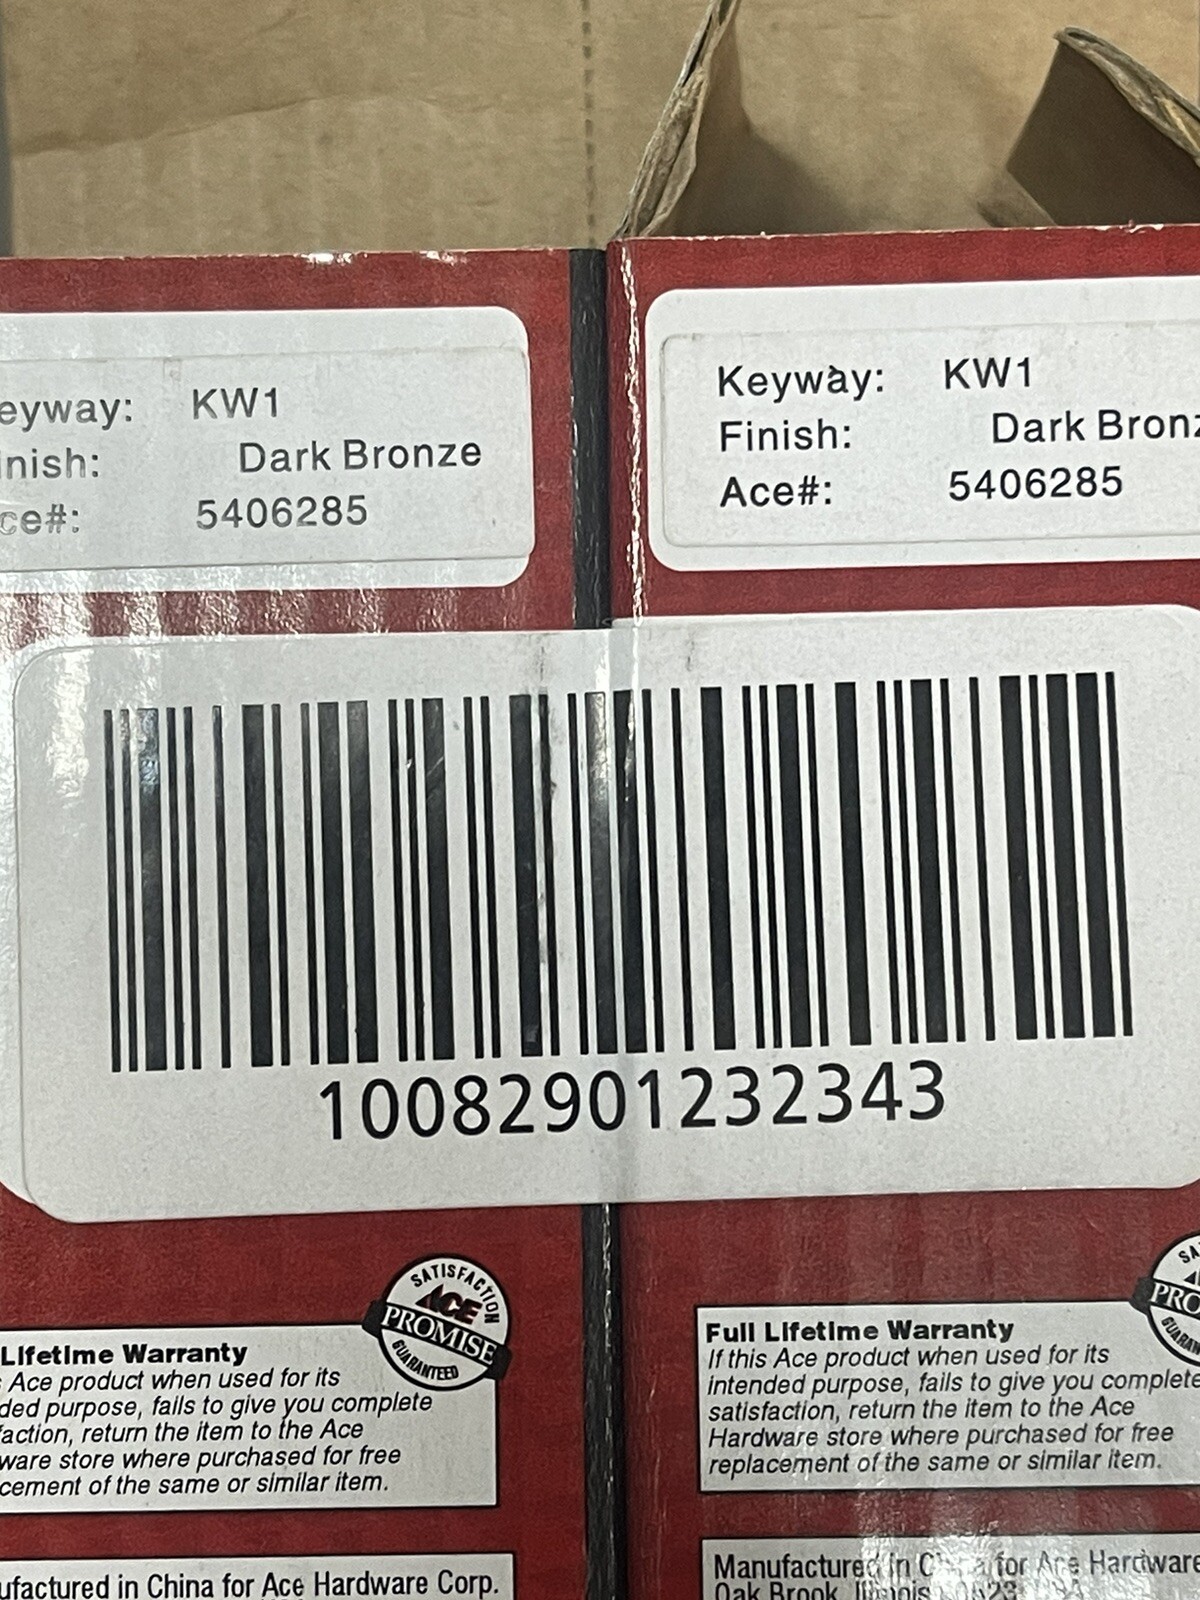 eyway: KW1
inish: Dark Bronze
ce#: 5406285
Keyway: KW1
Finish: Dark Bronz
Ace#: 5406285
10082901232343
SATISFACTION
ACE
PROMISE
GUARANTEED
Lifetime Warranty
Ace product when used for its
ded purpose, fails to give you complete
faction, return the item to the Ace
ware store where purchased for free
cement of the same or similar item.
ufactured in China for Ace Hardware Corp.
SA
PRO
GUARAN
Full Lifetime Warranty
If this Ace product when used for its
intended purpose, fails to give you complete
satisfaction, return the item to the Ace
Hardware store where purchased for free
replacement of the same or similar item.
Manufactured in for Ace Hardware
Oak Brook, Illinois